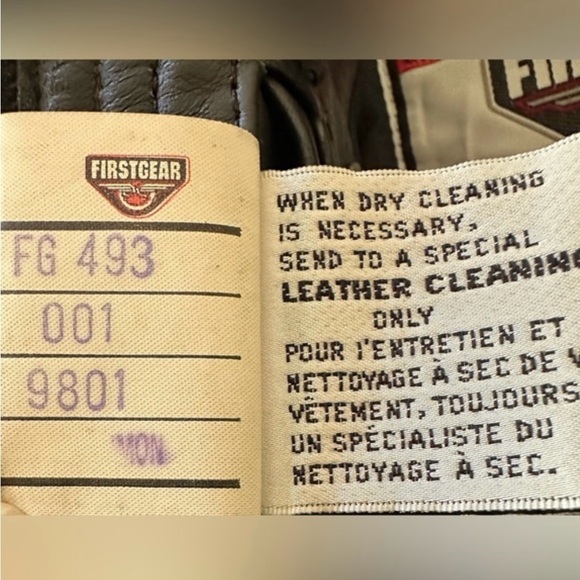 FIRSTGEAR
FG 493
001
9801
MON
WHEN DRY CLEANING
IS NECESSARY,
SEND TO A SPECIAL
LEATHER CLEANING
ONLY
POUR I'ENTRETIEN ET
NETTOYAGE À SEC DE
VÊTEMENT, TOUJOURS
UN SPÉCIALISTE DU
NETTOYAGE À SEC.